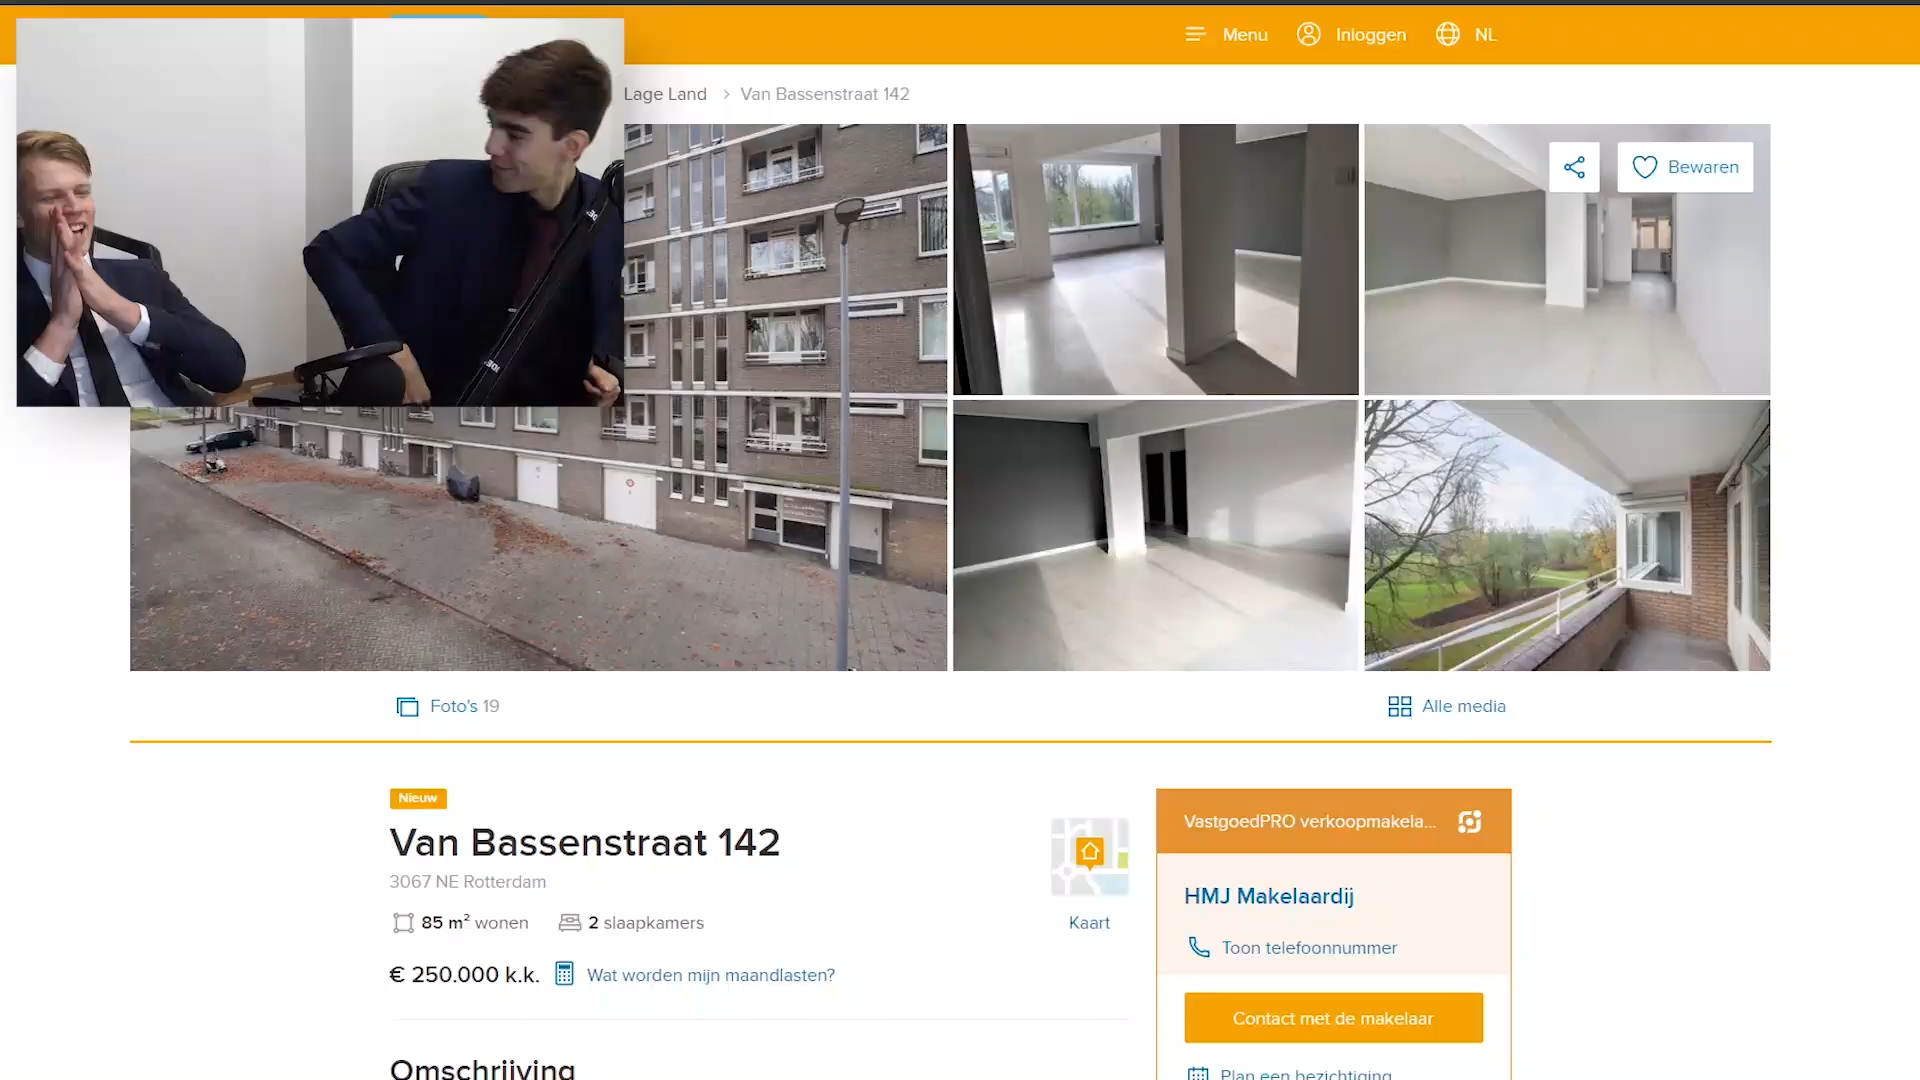 Menu
Inloggen
NL
Lage Land > Van Bassenstraat 142
Bewaren
Foto's 19
Alle media
Nieuw
Van Bassenstraat 142
3067 NE Rotterdam
85 m² wonen
2 slaapkamers
Kaart
€ 250.000 k.k.
Wat worden mijn maandlasten?
Omschrijving
VastgoedPRO verkoopmakela...
HMJ Makelaardij
Toon telefoonnummer
Contact met de makelaar
Plan een bezichtiging